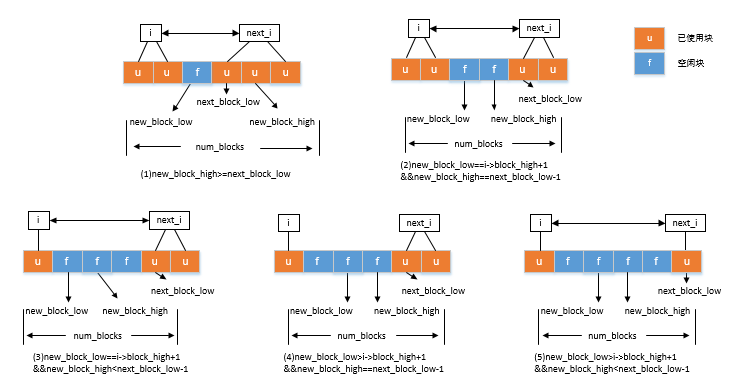 i
next_i
u
u
f
u
u
u
new_block_low
next_block_low
new_block_high
num_blocks
(1)new_block_high>=next_block_low
i
next_i
u
u
f
f
u
u
next_block_low
new_block_low
new_block_high
num_blocks
(2)new_block_low==i->block_high+1
&&new_block_high==next_block_low-1
u
已使用块
f
空闲块
i
next_i
u
f
f
f
u
u
next_block_low
new_block_low
new_block_high
num_blocks
(3)new_block_low==i->block_high+1
&&new_block_high<next_block_low-1
i
next_i
u
f
f
f
u
u
next_block_low
new_block_low
new_block_high
num_blocks
(4)new_block_low>i->block_high+1
&&new_block_high==next_block_low-1
i
next_i
u
f
f
f
f
u
next_block_low
new_block_low
new_block_high
num_blocks
(5)new_block_low>i->block_high+1
&&new_block_high<next_block_low-1